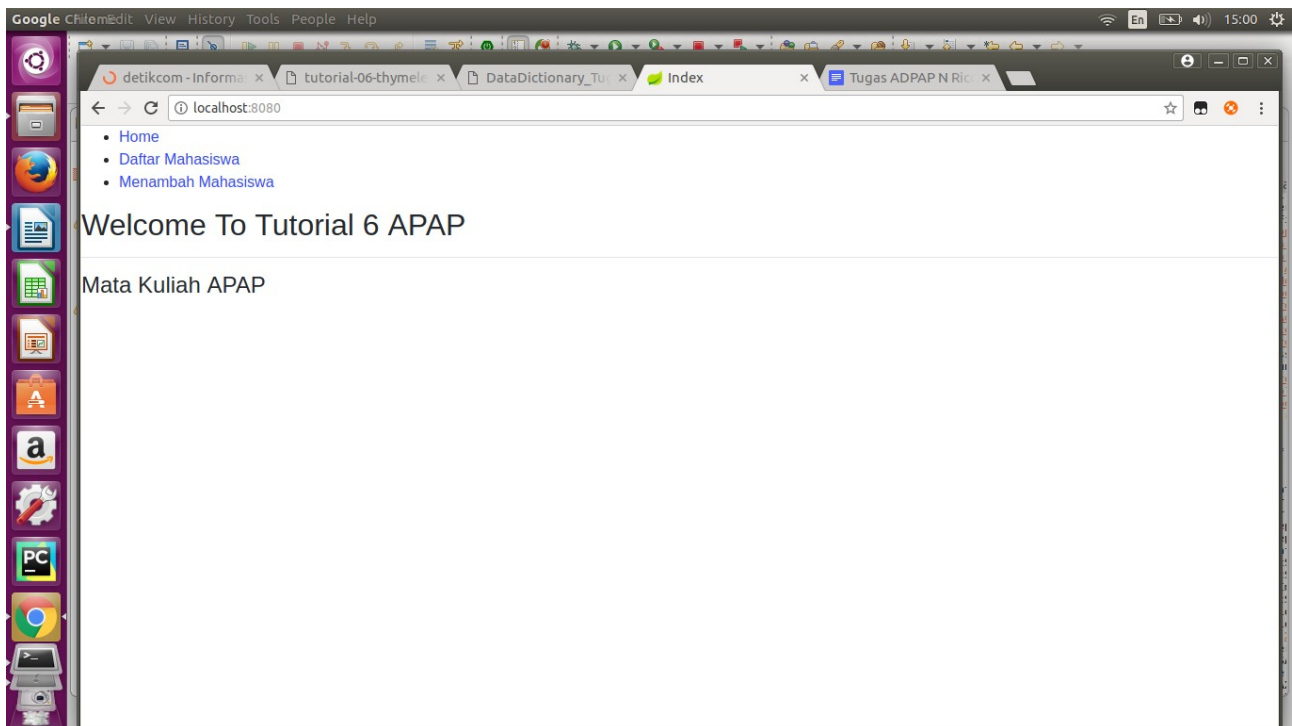 Google Chrome Edit View History Tools People Help
En 15:00
detikcom - Informa
tutorial-06-thymele
DataDictionary_Tu
Index
Tugas ADPAP N Ric
localhost:8080
Home
Daftar Mahasiswa
Menambah Mahasiswa
Welcome To Tutorial 6 APAP
Mata Kuliah APAP
a
PC